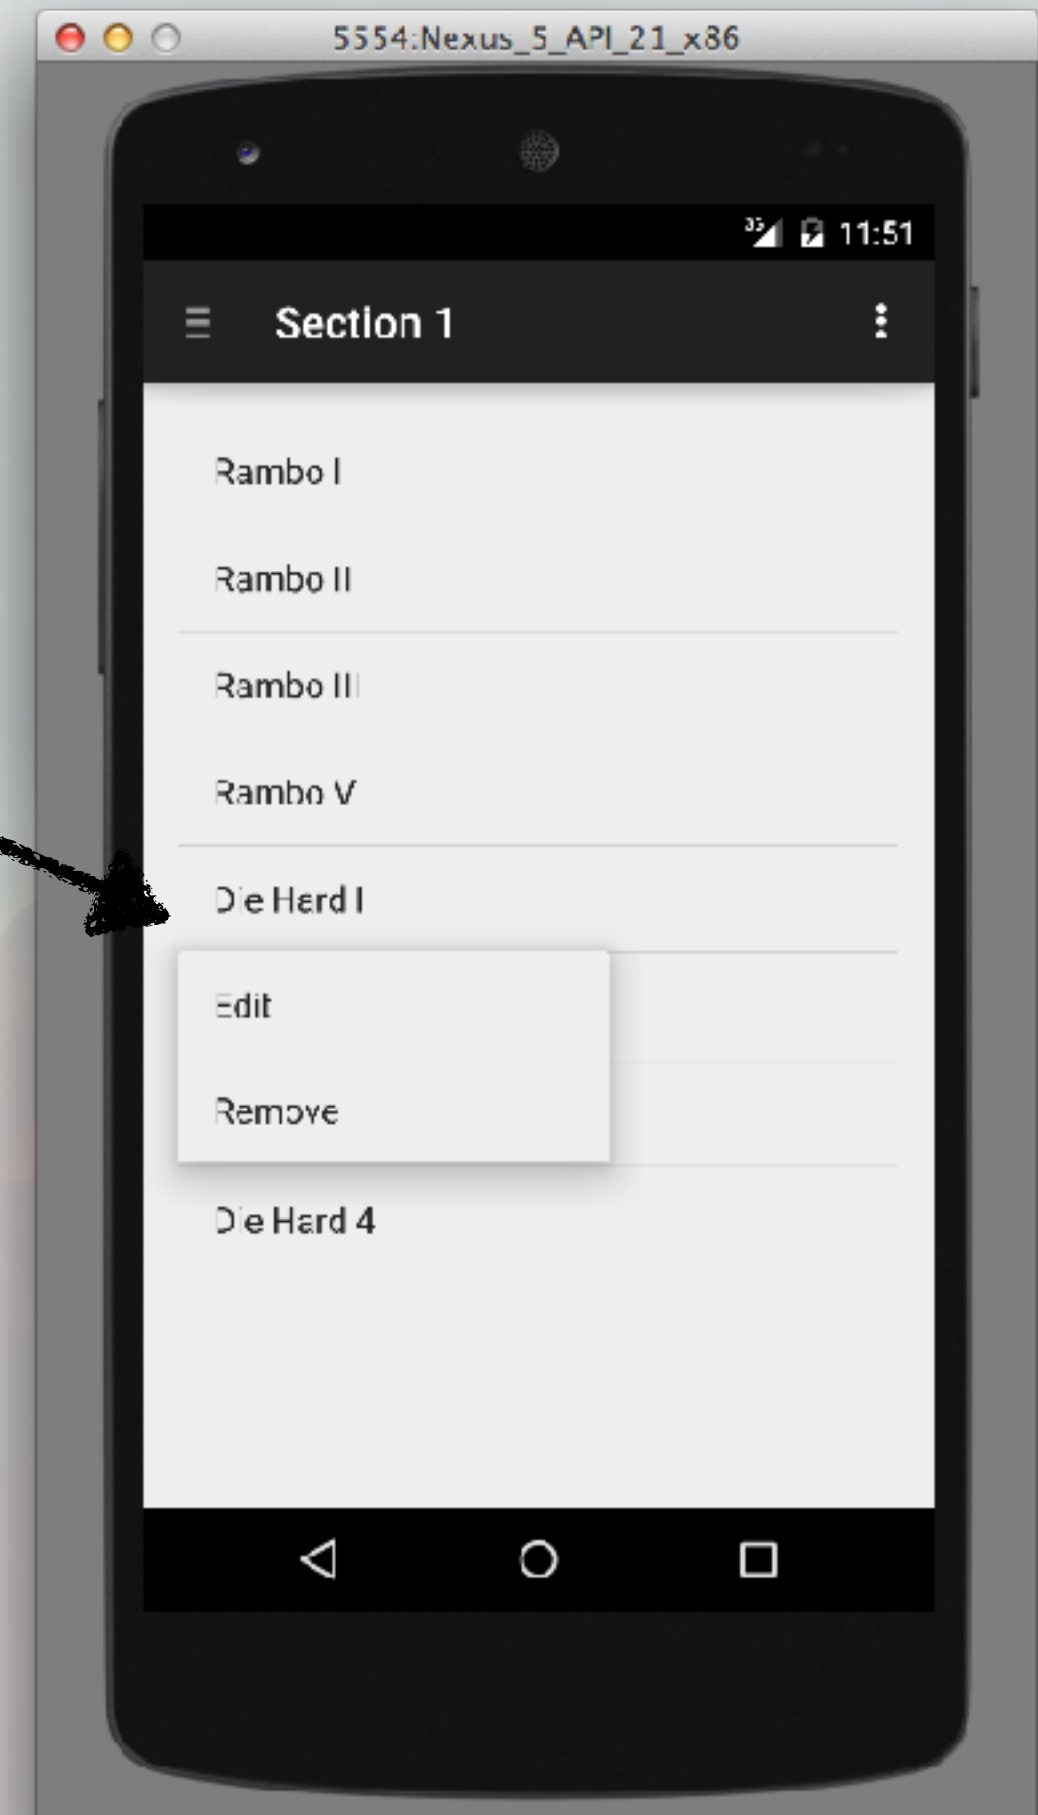 5554:Nexus_5_API_21_x86
3G 11:51
Section 1
Rambo I
Rambo II
Rambo III
Rambo V
Die Hard I
Edit
Remove
Die Hard 4